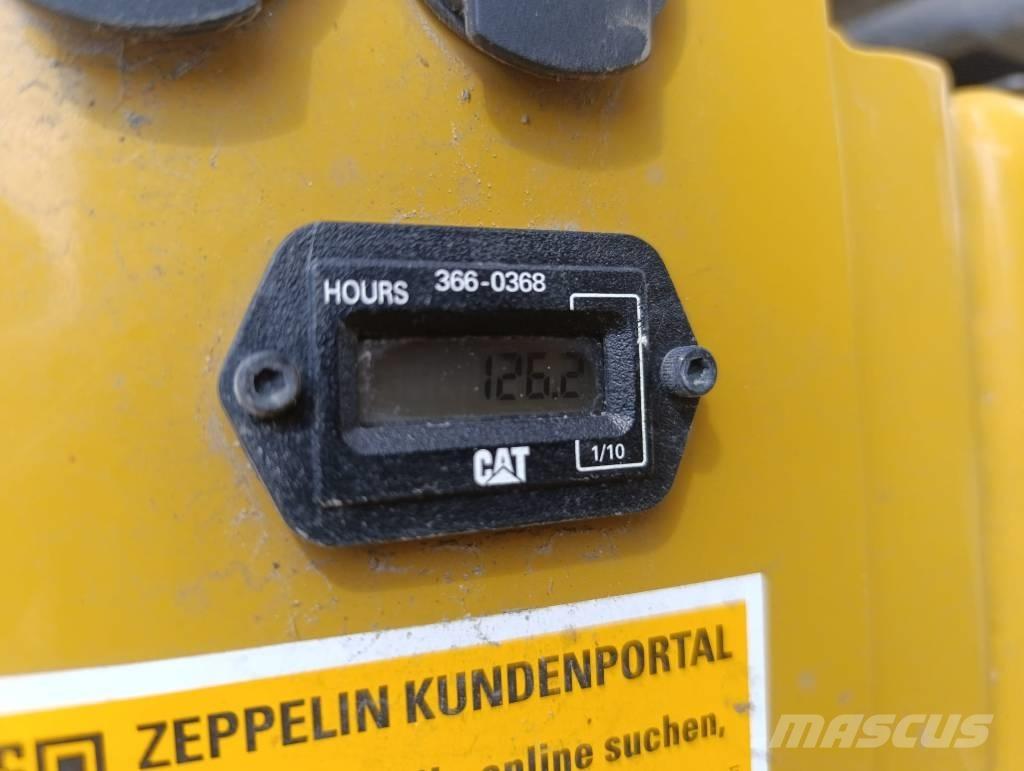 HOURS 366-0368
126.2
CAT
1/10
ZEPPELIN KUNDENPORTAL
online suchen,
MASCUS